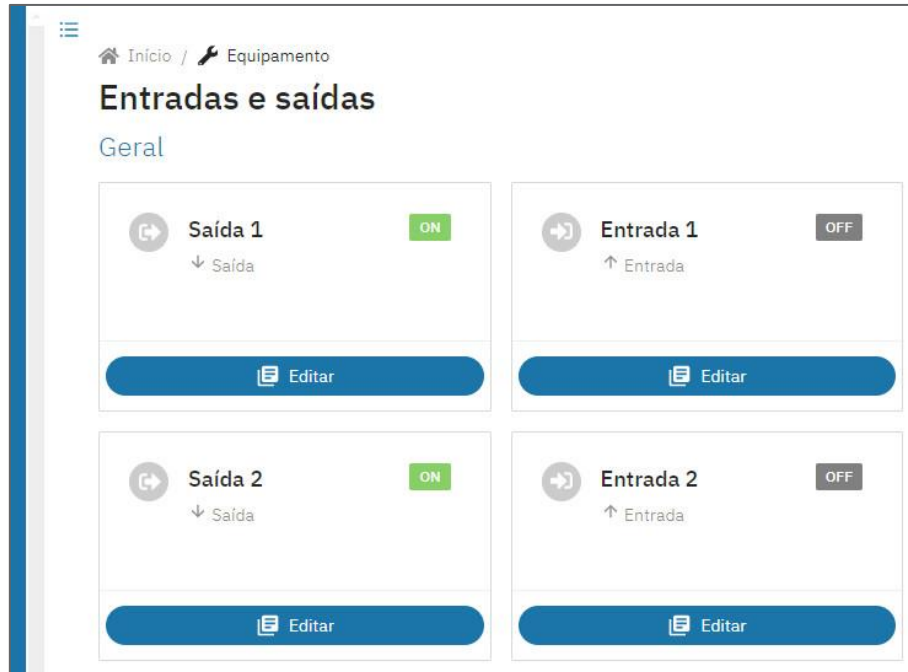 Início / Equipamento
Entradas e saídas
Geral
Saída 1
ON
Saída
Editar
Entrada 1
OFF
Entrada
Editar
Saída 2
ON
Saída
Editar
Entrada 2
OFF
Entrada
Editar